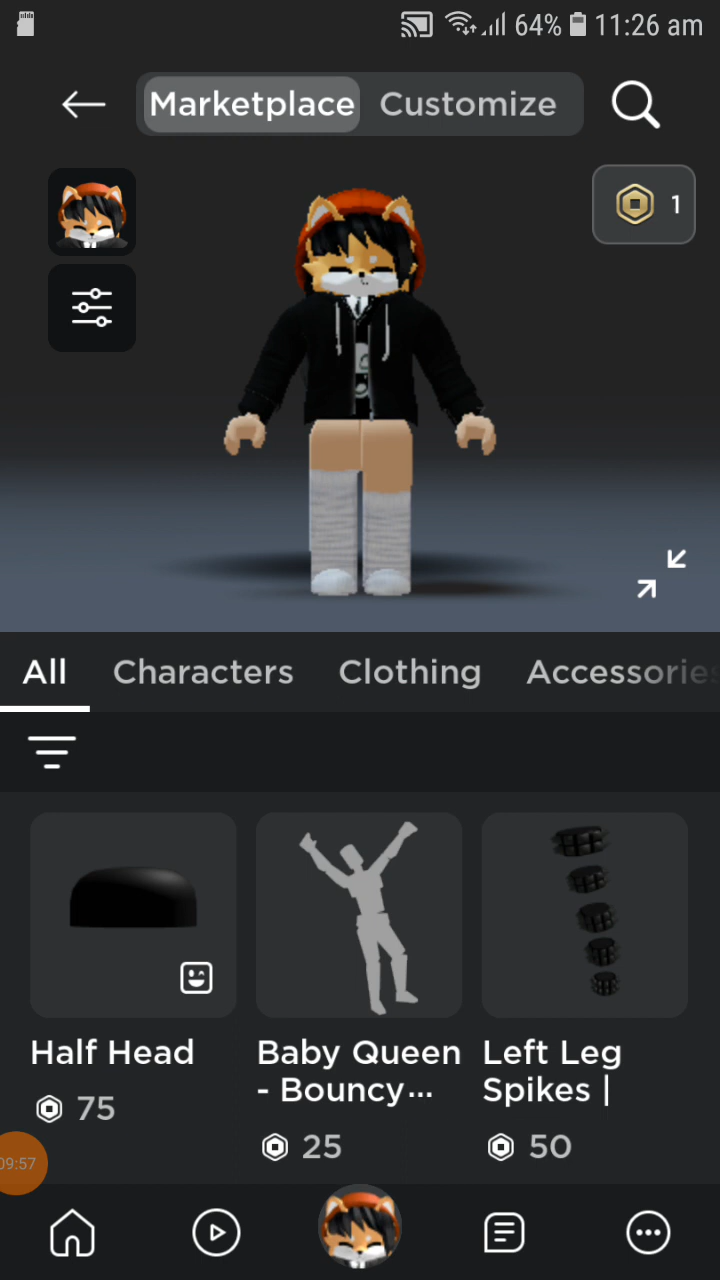 64% 11:26 am
Marketplace Customize
1
All Characters Clothing Accessories
Half Head
75
Baby Queen
- Bouncy...
25
Left Leg
Spikes |
50
09:57